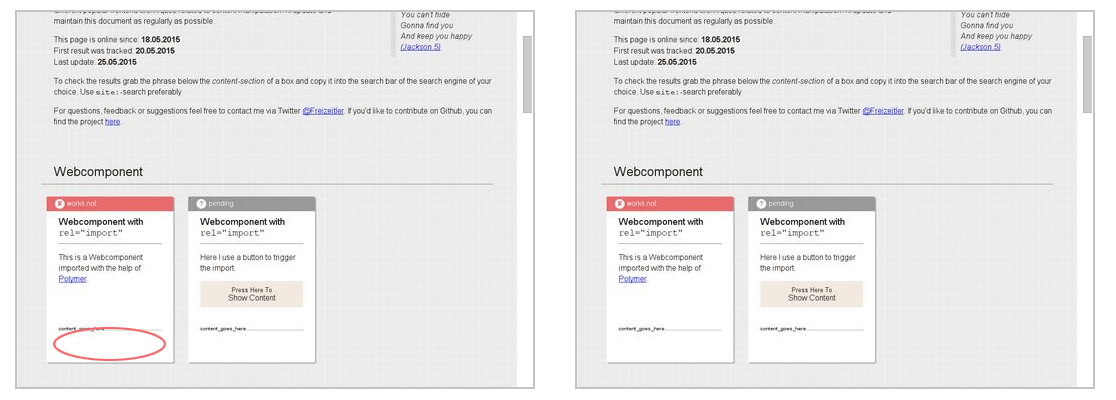 maintain this document as regularly as possible.
This page is online since: 18.05.2015
First result was tracked: 20.05.2015
Last update: 25.05.2015
You can't hide
Gonna find you
And keep you happy
(Jackson 5)
To check the results grab the phrase below the content-section of a box and copy it into the search bar of the search engine of your
choice. Use site:-search preferably
For questions, feedback or suggestions feel free to contact me via Twitter @Freizeitler. If you'd like to contribute on Github, you can
find the project here.
Webcomponent
works not
Webcomponent with
rel="import"
This is a Webcomponent
imported with the help of
Polymer.
content_goes_here
? pending
Webcomponent with
rel="import"
Here I use a button to trigger
the import.
Press Here To
Show Content
content_goes_here
maintain this document as regularly as possible.
This page is online since: 18.05.2015
First result was tracked: 20.05.2015
Last update: 25.05.2015
You can't hide
Gonna find you
And keep you happy
(Jackson 5)
To check the results grab the phrase below the content-section of a box and copy it into the search bar of the search engine of your
choice. Use site:-search preferably
For questions, feedback or suggestions feel free to contact me via Twitter @Freizeitler. If you'd like to contribute on Github, you can
find the project here.
Webcomponent
works not
Webcomponent with
rel="import"
This is a Webcomponent
imported with the help of
Polymer.
content_goes_here
? pending
Webcomponent with
rel="import"
Here I use a button to trigger
the import.
Press Here To
Show Content
content_goes_here